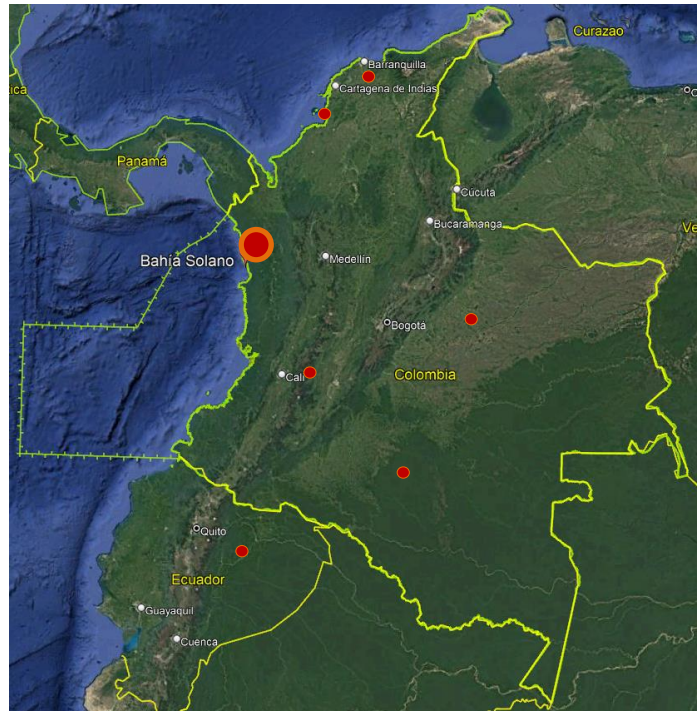 Curazao
Barranquilla
Cartagena de Indias
Panamá
Cúcuta
Bucaramanga
Bahía Solano
Medellín
Bogotá
Cali
Colombia
Quito
Ecuador
Guayaquil
Cuenca